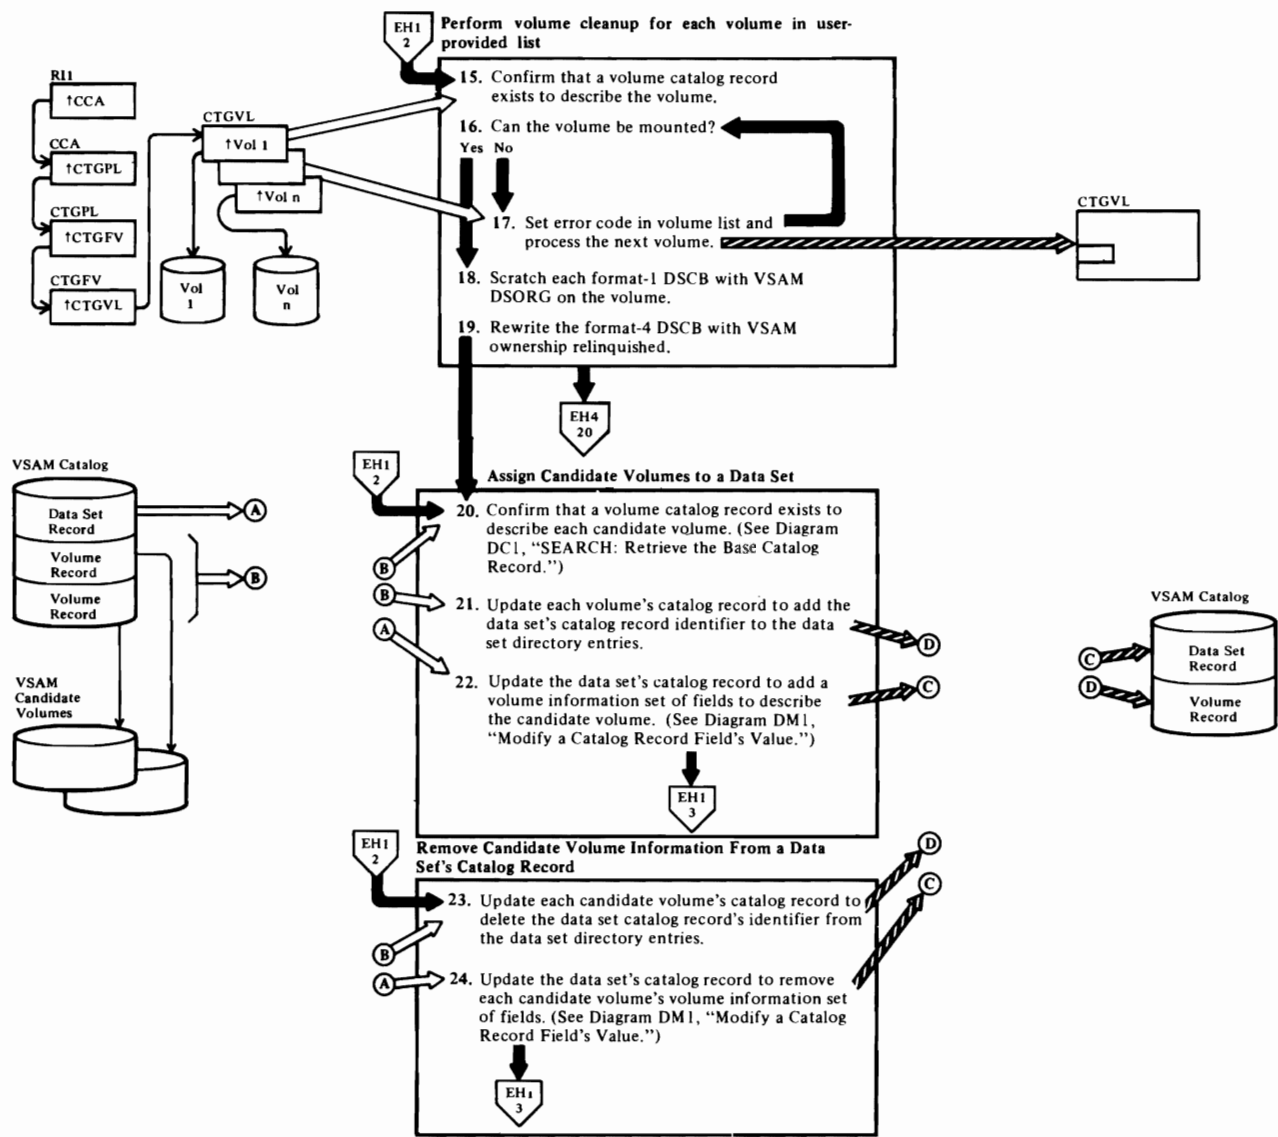 EH1
2
Perform volume cleanup for each volume in user-
provided list
R11
↑CCA
CCA
↑CTGPL
CTGPL
↑CTGFV
CTGFV
↑CTGVL
CTGVL
↑Vol 1
↑Vol n
Vol
1
Vol
n
15. Confirm that a volume catalog record
exists to describe the volume.
16. Can the volume be mounted?
Yes No
17. Set error code in volume list and
process the next volume.
18. Scratch each format-1 DSCB with VSAM
DSORG on the volume.
19. Rewrite the format-4 DSCB with VSAM
ownership relinquished.
CTGVL
EH4
20
VSAM Catalog
Data Set
Record
Volume
Record
Volume
Record
A
B
VSAM
Candidate
Volumes
EH1
2
Assign Candidate Volumes to a Data Set
20. Confirm that a volume catalog record exists to
describe each candidate volume. (See Diagram
DC1, “SEARCH: Retrieve the Base Catalog
Record.”)
B
B
21. Update each volume's catalog record to add the
data set's catalog record identifier to the data
set directory entries.
A
D
22. Update the data set's catalog record to add a
volume information set of fields to describe
the candidate volume. (See Diagram DM1,
“Modify a Catalog Record Field's Value.”)
C
EH1
3
VSAM Catalog
C
Data Set
Record
D
Volume
Record
EH1
2
Remove Candidate Volume Information From a Data
Set's Catalog Record
D
C
23. Update each candidate volume's catalog record to
delete the data set catalog record's identifier from
the data set directory entries.
B
A
24. Update the data set's catalog record to remove
each candidate volume's volume information set
of fields. (See Diagram DM1, “Modify a Catalog
Record Field's Value.”)
EH1
3